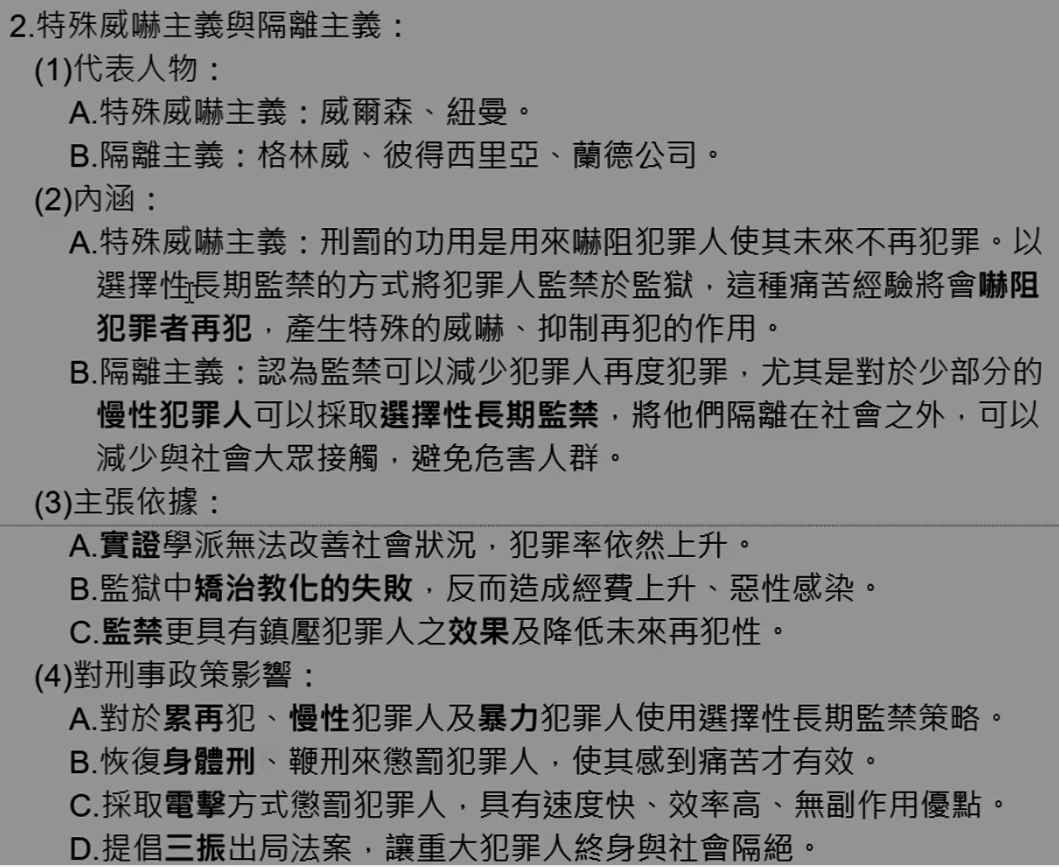 2.特殊威嚇主義與隔離主義：
(1)代表人物：
A.特殊威嚇主義：威爾森、紐曼。
B.隔離主義：格林威、彼得西里亞、蘭德公司。
(2)內涵：
A.特殊威嚇主義：刑罰的功用是用來嚇阻犯罪人使其未來不再犯罪。以
選擇性長期監禁的方式將犯罪人監禁於監獄，這種痛苦經驗將會嚇阻
犯罪者再犯，產生特殊的威嚇、抑制再犯的作用。
B.隔離主義：認為監禁可以減少犯罪人再度犯罪，尤其是對於少部分的
慢性犯罪人可以採取選擇性長期監禁，將他們隔離在社會之外，可以
減少與社會大眾接觸，避免危害人群。
(3)主張依據：
A.實證學派無法改善社會狀況，犯罪率依然上升。
B.監獄中矯治教化的失敗，反而造成經費上升、惡性感染。
C.監禁更具有鎮壓犯罪人之效果及降低未來再犯性。
(4)對刑事政策影響：
A.對於累再犯、慢性犯罪人及暴力犯罪人使用選擇性長期監禁策略。
B.恢復身體刑、鞭刑來懲罰犯罪人，使其感到痛苦才有效。
C.採取電擊方式懲罰犯罪人，具有速度快、效率高、無副作用優點。
D.提倡三振出局法案，讓重大犯罪人終身與社會隔絕。